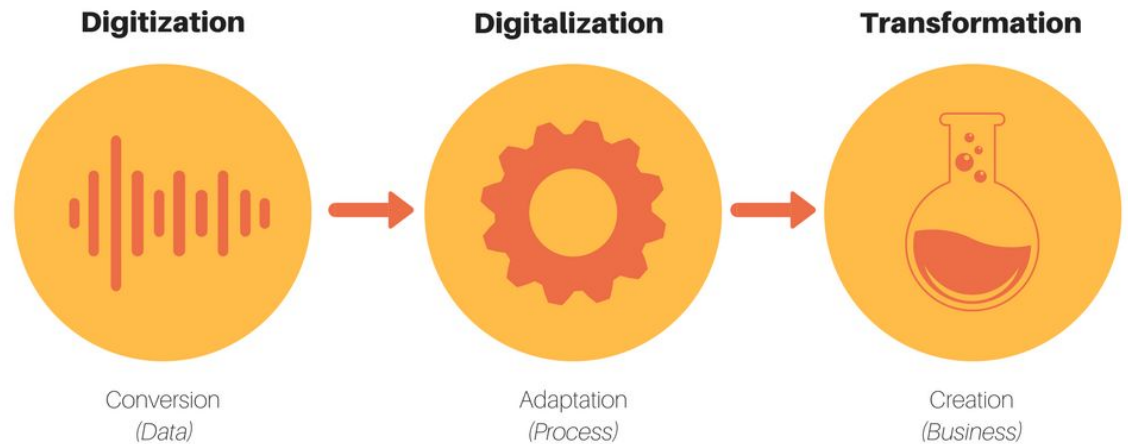 Digitization
Digitalization
Transformation
Conversion
(Data)
Adaptation
(Process)
Creation
(Business)